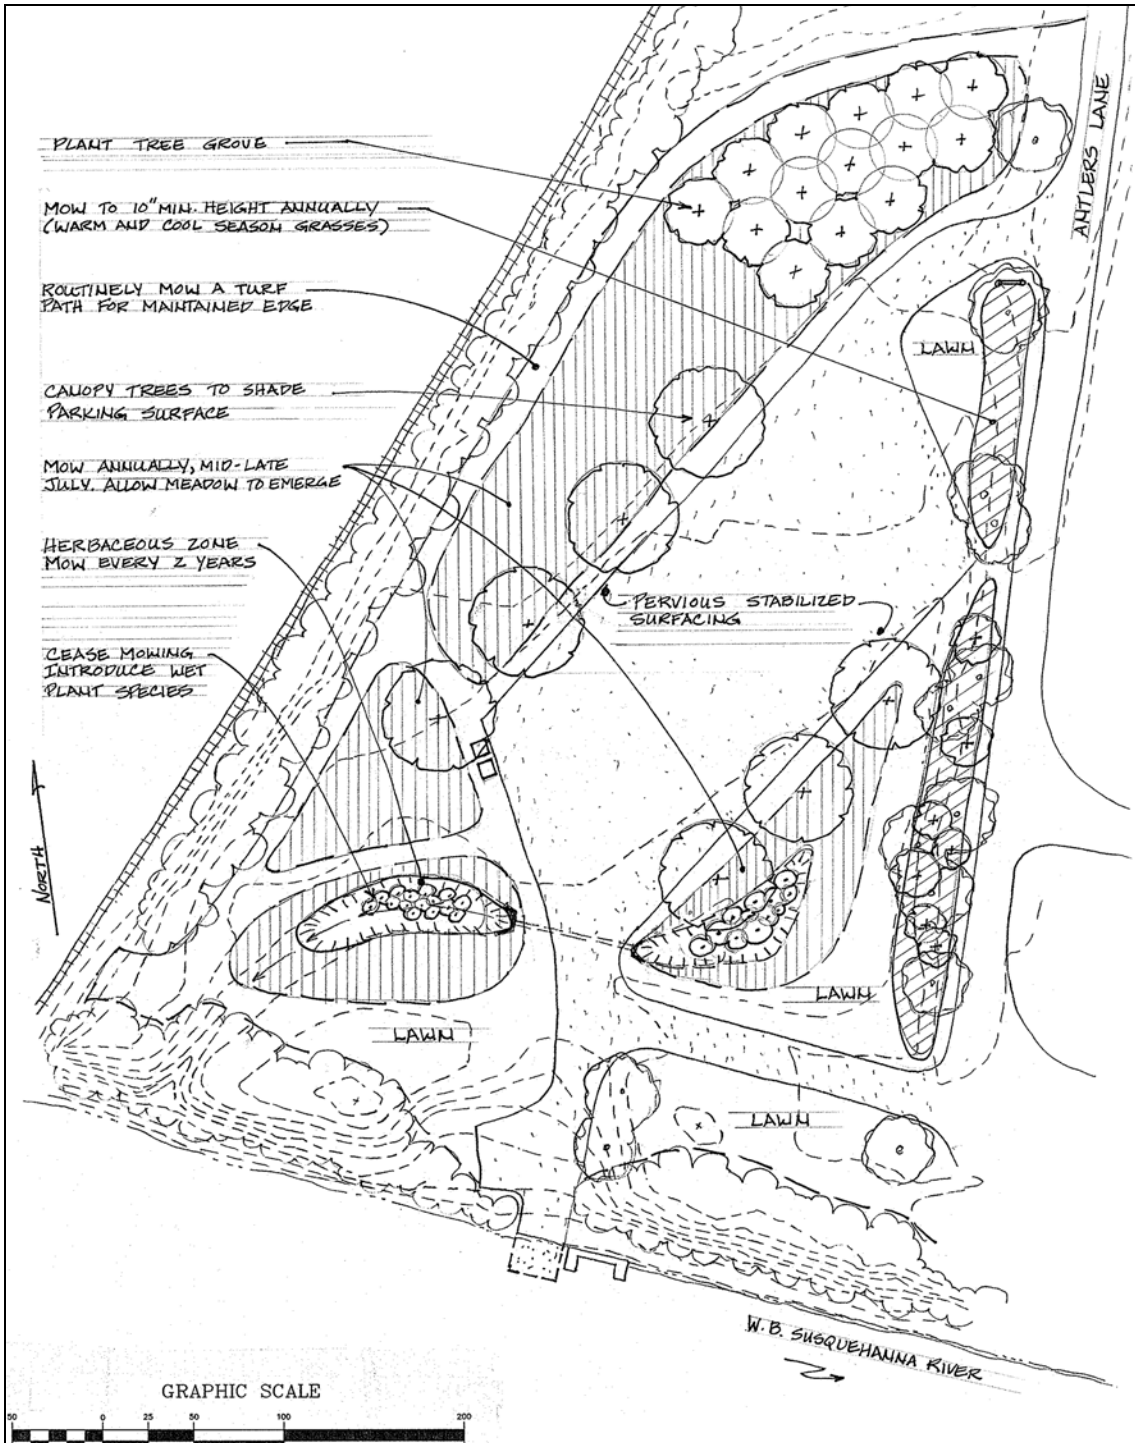 PLANT TREE GROVE
MOW TO 10" MIN. HEIGHT ANNUALLY
(WARM AND COOL SEASON GRASSES)
ROUTINELY MOW A TURF
PATH FOR MAINTAINED EDGE
CANOPY TREES TO SHADE
PARKING SURFACE
MOW ANNUALLY, MID-LATE
JULY. ALLOW MEADOW TO EMERGE
HERBACEOUS ZONE
MOW EVERY 2 YEARS
CEASE MOWING
INTRODUCE WET
PLANT SPECIES
ANTLERS LANE
LAWN
PERVIOUS STABILIZED
SURFACING
NORTH
LAWN
LAWN
LAWN
W.B. SUSQUEHANNA RIVER
GRAPHIC SCALE
50 0 25 50 100 200